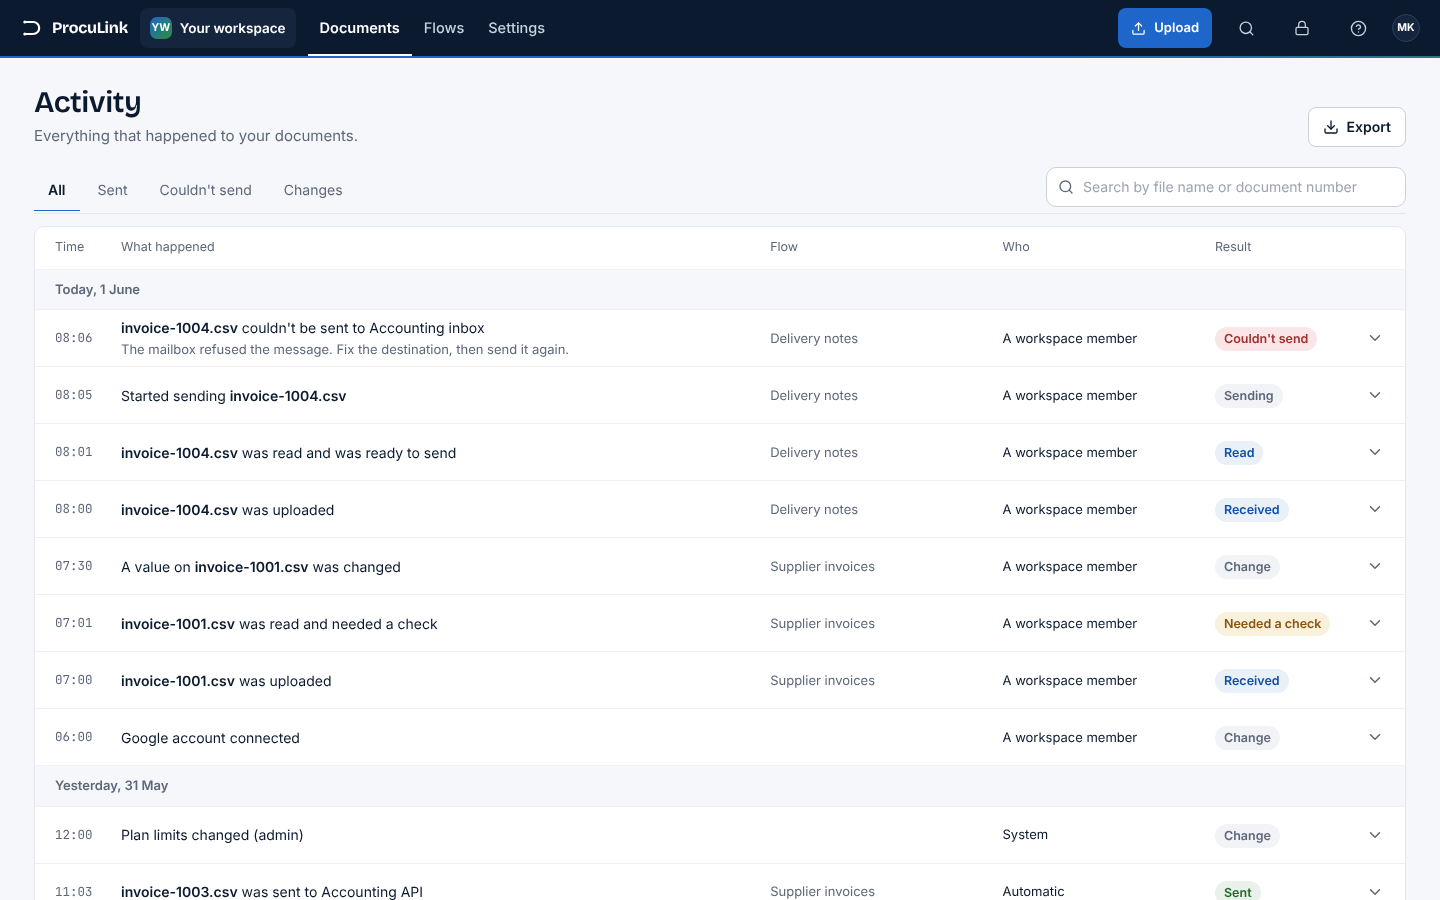 ProcuLink
YW Your workspace
Documents
Flows
Settings
Upload
MK
Activity
Everything that happened to your documents.
Export
All
Sent
Couldn't send
Changes
Search by file name or document number
Time What happened Flow Who Result
Today, 1 June
08:06 invoice-1004.csv couldn't be sent to Accounting inbox Delivery notes A workspace member Couldn't send
The mailbox refused the message. Fix the destination, then send it again.
08:05 Started sending invoice-1004.csv Delivery notes A workspace member Sending
08:01 invoice-1004.csv was read and was ready to send Delivery notes A workspace member Read
08:00 invoice-1004.csv was uploaded Delivery notes A workspace member Received
07:30 A value on invoice-1001.csv was changed Supplier invoices A workspace member Change
07:01 invoice-1001.csv was read and needed a check Supplier invoices A workspace member Needed a check
07:00 invoice-1001.csv was uploaded Supplier invoices A workspace member Received
06:00 Google account connected A workspace member Change
Yesterday, 31 May
12:00 Plan limits changed (admin) System Change
11:03 invoice-1003.csv was sent to Accounting API Supplier invoices Automatic Sent